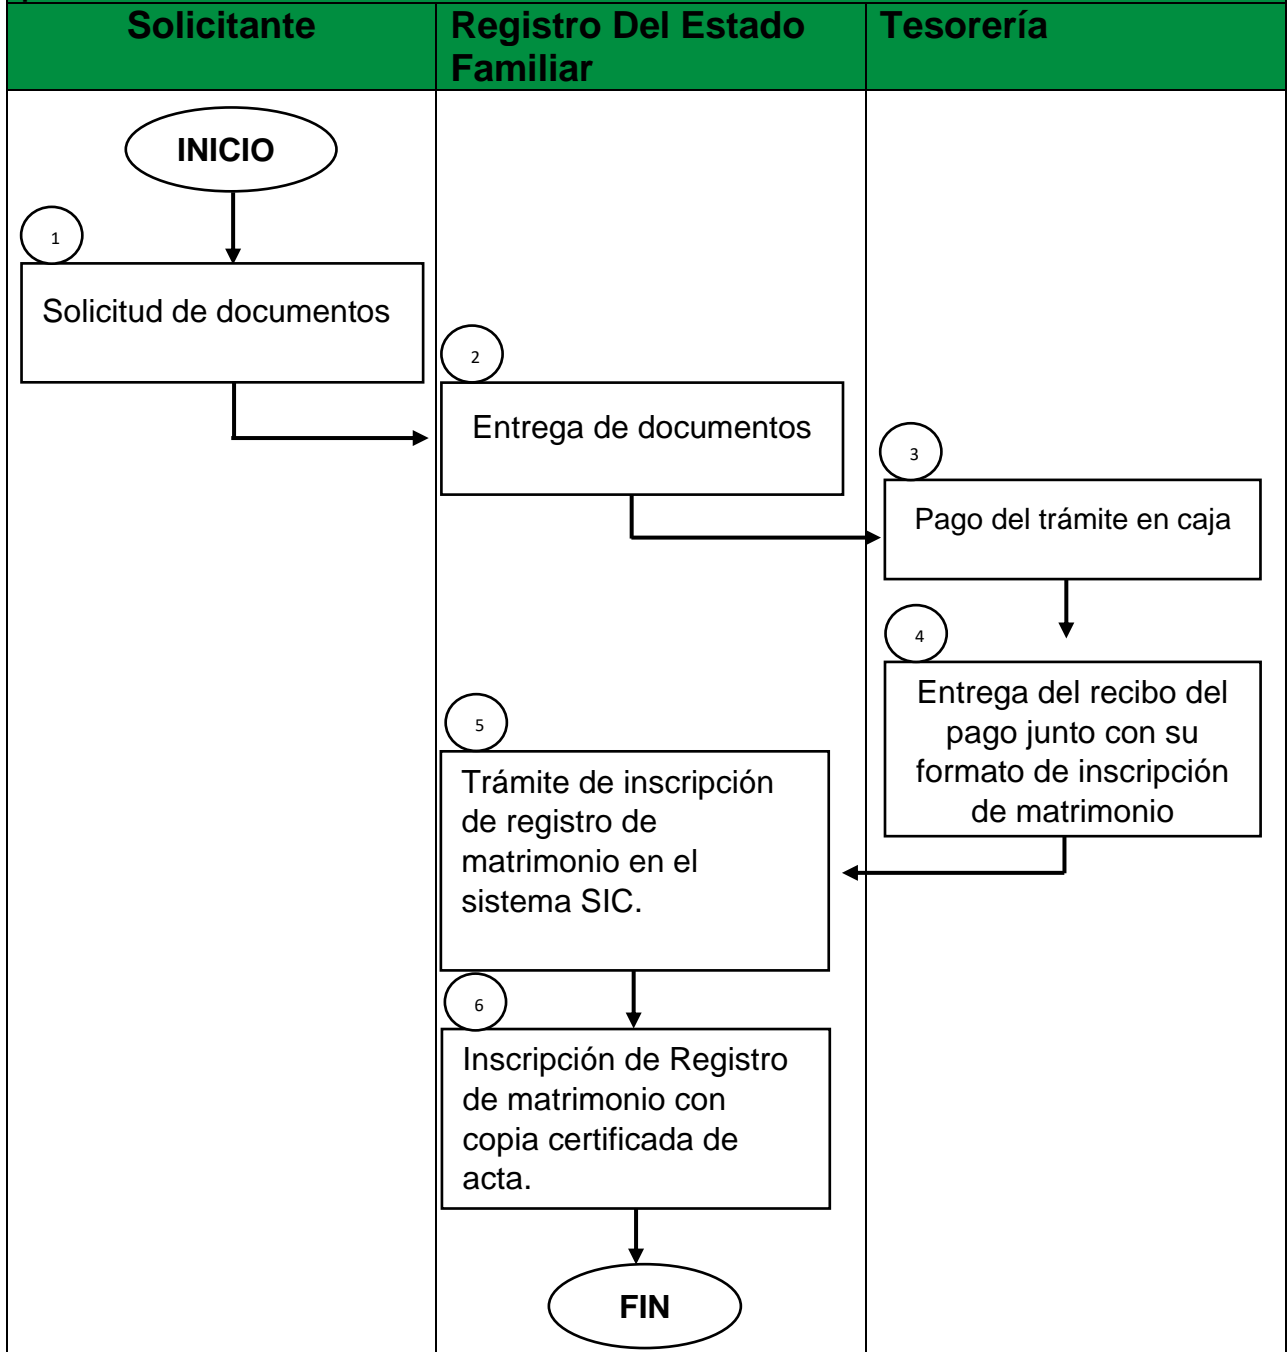 Solicitante
Registro Del Estado
Familiar
Tesorería
INICIO
1
Solicitud de documentos
2
Entrega de documentos
3
Pago del trámite en caja
4
Entrega del recibo del
pago junto con su
formato de inscripción
de matrimonio
5
Trámite de inscripción
de registro de
matrimonio en el
sistema SIC.
6
Inscripción de Registro
de matrimonio con
copia certificada de
acta.
FIN